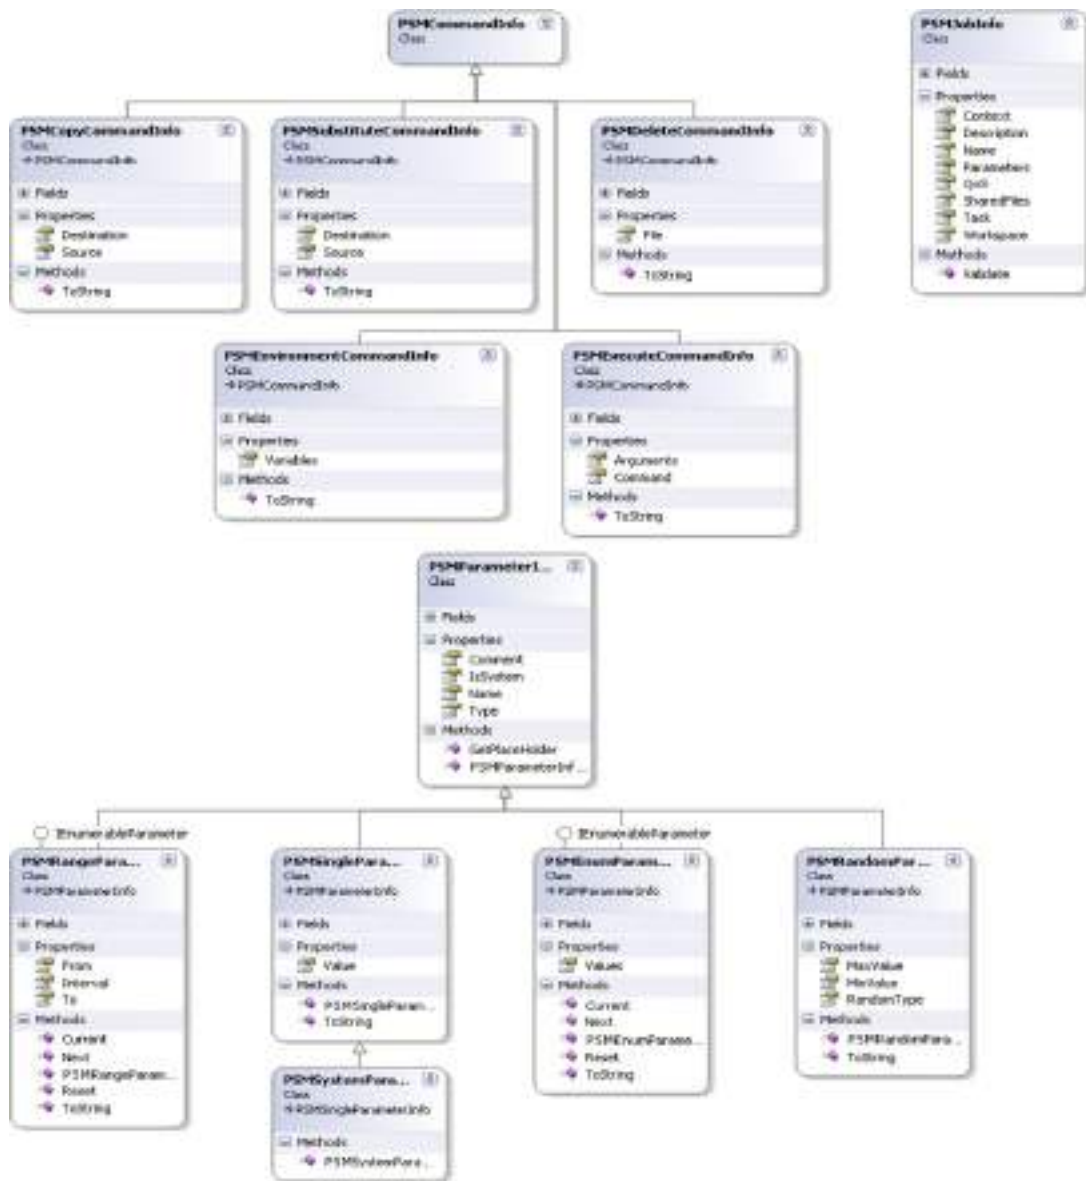 PSMCommandInfo
Class
PSMJobInfo
Class
Fields
Properties
Context
Description
Name
Parameters
QoS
SharedFiles
Task
Workspace
Methods
Validate
PSMCopyCommandInfo
Class
PSMCommandInfo
Fields
Properties
Destination
Source
Methods
ToString
PSMSubstituteCommandInfo
Class
PSMCommandInfo
Fields
Properties
Destination
Source
Methods
ToString
PSMDeleteCommandInfo
Class
PSMCommandInfo
Fields
Properties
File
Methods
ToString
PSMEnvironmentCommandInfo
Class
PSMCommandInfo
Fields
Properties
Variables
Methods
ToString
PSMExecuteCommandInfo
Class
PSMCommandInfo
Fields
Properties
Arguments
Command
Methods
ToString
PSMParameterI...
Class
Fields
Properties
Comment
IsSystem
Name
Type
Methods
GetPlaceHolder
PSMParameterInf...
IEnumerableParameter
PSMRangePara...
Class
PSMParameterInfo
Fields
Properties
From
Interval
To
Methods
Current
Next
PSMRangeParam...
Reset
ToString
PSMSinglePara...
Class
PSMParameterInfo
Fields
Properties
Value
Methods
PSMSingleParam...
ToString
PSMSystemPara...
Class
PSMSingleParameterInfo
Methods
PSMSystemPara...
IEnumerableParameter
PSMEnumParam...
Class
PSMParameterInfo
Fields
Properties
Values
Methods
Current
Next
PSMEnumParame...
Reset
ToString
PSMRandomPar...
Class
PSMParameterInfo
Fields
Properties
MaxValue
MinValue
RandomType
Methods
PSMRandomPara...
ToString